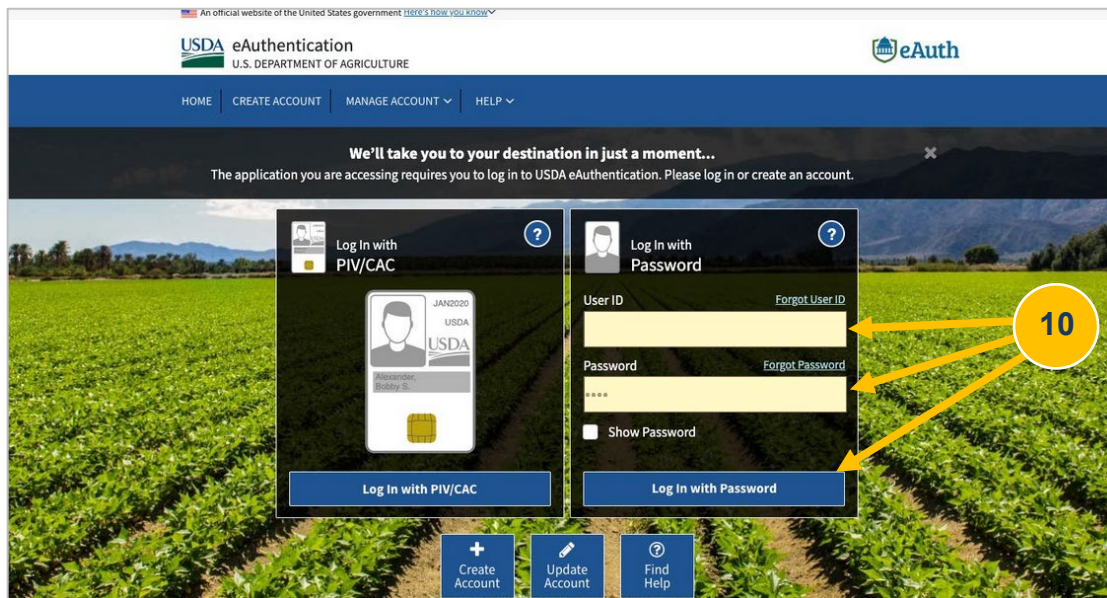 An official website of the United States government Here's how you know
USDA eAuthentication
U.S. DEPARTMENT OF AGRICULTURE
eAuth
HOME CREATE ACCOUNT MANAGE ACCOUNT HELP
We'll take you to your destination in just a moment...
The application you are accessing requires you to log in to USDA eAuthentication. Please log in or create an account.
Log In with
PIV/CAC
?
JAN2020
USDA
USDA
Alexander,
Bobby S.
Log In with PIV/CAC
Log In with
Password
?
User ID Forgot User ID
Password Forgot Password
Show Password
Log In with Password
10
Create
Account
Update
Account
?
Find
Help